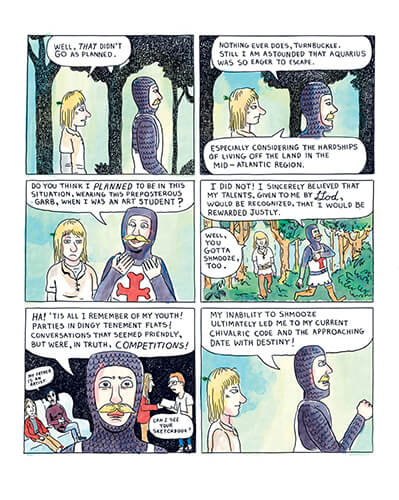 WELL, THAT DIDN'T
GO AS PLANNED.
NOTHING EVER DOES, TURNBUCKLE.
STILL I AM ASTOUNDED THAT AQUARIUS
WAS SO EAGER TO ESCAPE.
ESPECIALLY CONSIDERING THE HARDSHIPS
OF LIVING OFF THE LAND IN THE
MID-ATLANTIC REGION.
DO YOU THINK I PLANNED TO BE IN THIS
SITUATION, WEARING THIS PREPOSTEROUS
GARB, WHEN I WAS AN ART STUDENT?
I DID NOT! I SINCERELY BELIEVED THAT
MY TALENTS, GIVEN TO ME BY God,
WOULD BE RECOGNIZED, THAT I WOULD BE
REWARDED JUSTLY.
WELL,
YOU
GOTTA
SHMOOZE,
TOO.
HA! 'TIS ALL I REMEMBER OF MY YOUTH!
PARTIES IN DINGY TENEMENT FLATS!
CONVERSATIONS THAT SEEMED FRIENDLY,
BUT WERE, IN TRUTH, COMPETITIONS!
MY FATHER
IS AN
ARTIST
CAN I SEE
YOUR
SKETCHBOOK?
MY INABILITY TO SHMOOZE
ULTIMATELY LED ME TO MY CURRENT
CHIVALRIC CODE AND THE APPROACHING
DATE WITH DESTINY!